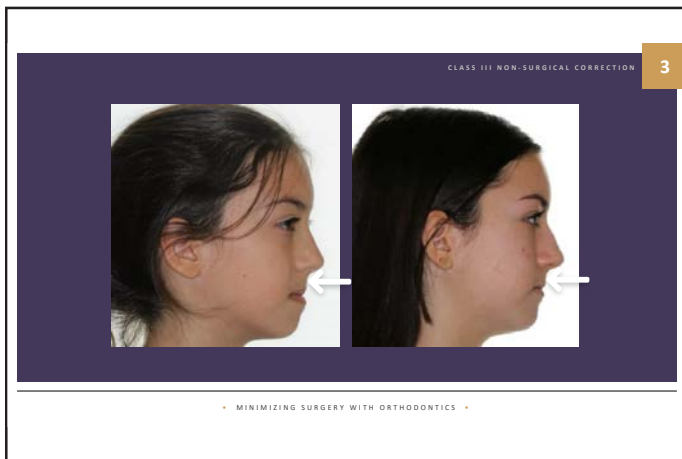 CLASS III NON-SURGICAL CORRECTION
3
• MINIMIZING SURGERY WITH ORTHODONTICS •